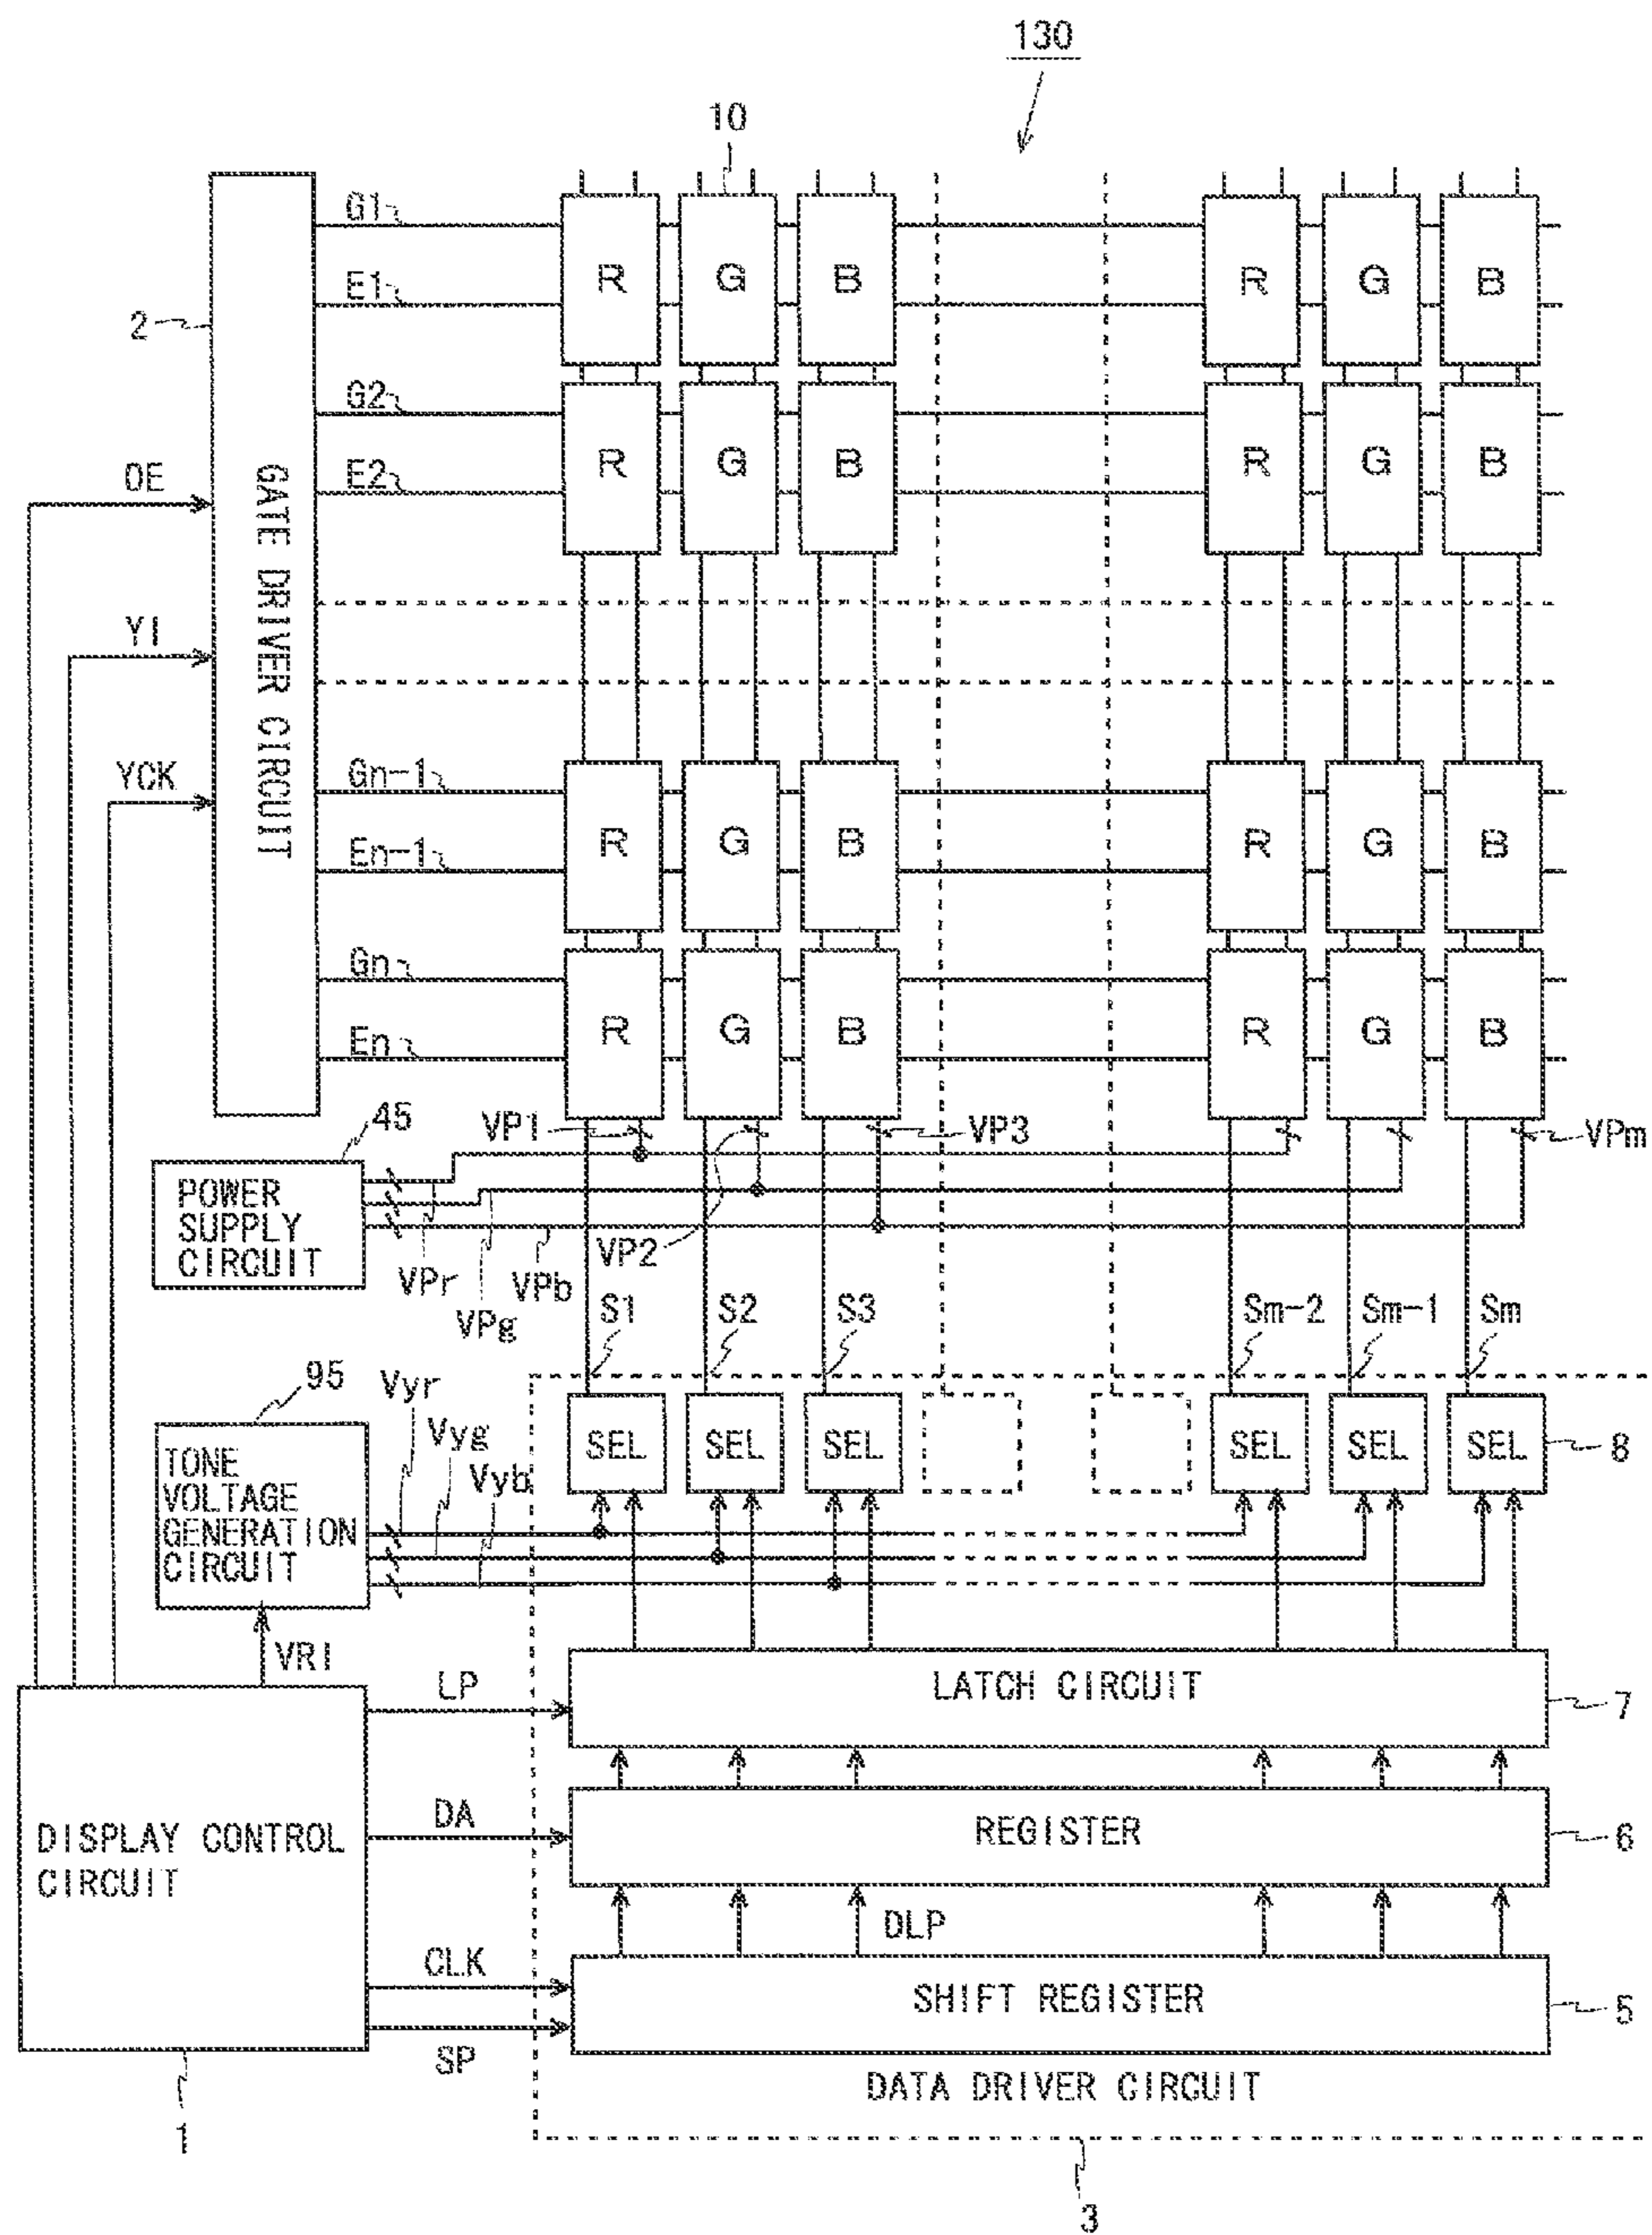 130
10
G1
R G B R G B
E1
2
G2
R G B R G B
E2
OE
GATE DRIVER CIRCUIT
YI
YCK
Gn-1
R G B R G B
En-1
Gn
R G B R G B
En
45
VP1
VP3
VPm
POWER
SUPPLY
CIRCUIT
VP2
VPr
VPb
VPg
S1
S2
S3
Sm-2
Sm-1
Sm
95
Vyr
Vyg
Vyb
SEL SEL SEL SEL SEL SEL
8
TONE
VOLTAGE
GENERATION
CIRCUIT
VRI
LP
LATCH CIRCUIT
7
DA
REGISTER
6
DISPLAY CONTROL
CIRCUIT
DLP
CLK
SHIFT REGISTER
5
SP
DATA DRIVER CIRCUIT
1
3